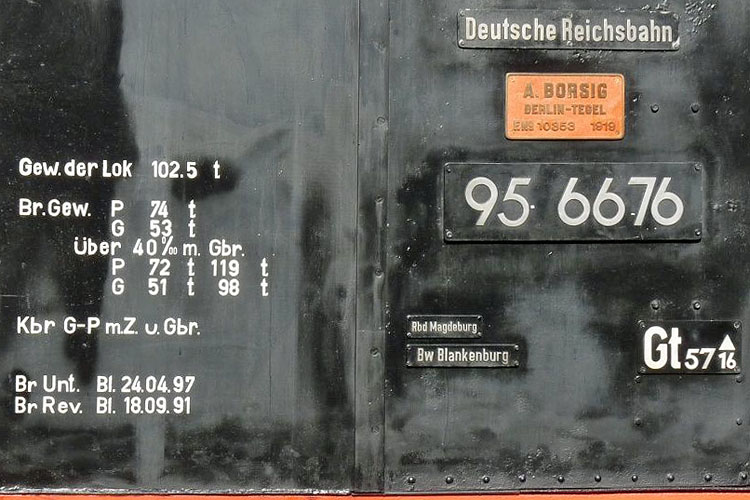 Gew. der Lok 102.5 t
Br. Gew. P 74 t
G 53 t
Über 40‰ m. Gbr.
P 72 t 119 t
G 51 t 98 t
Kbr G-P m.Z. u. Gbr.
Br Unt. Bl. 24.04.97
Br Rev. Bl. 18.09.91
Deutsche Reichsbahn
A. BORSIG
BERLIN-TEGEL
FNo 10353 1919
95 6676
Rbd Magdeburg
Bw Blankenburg
Gt 57 16